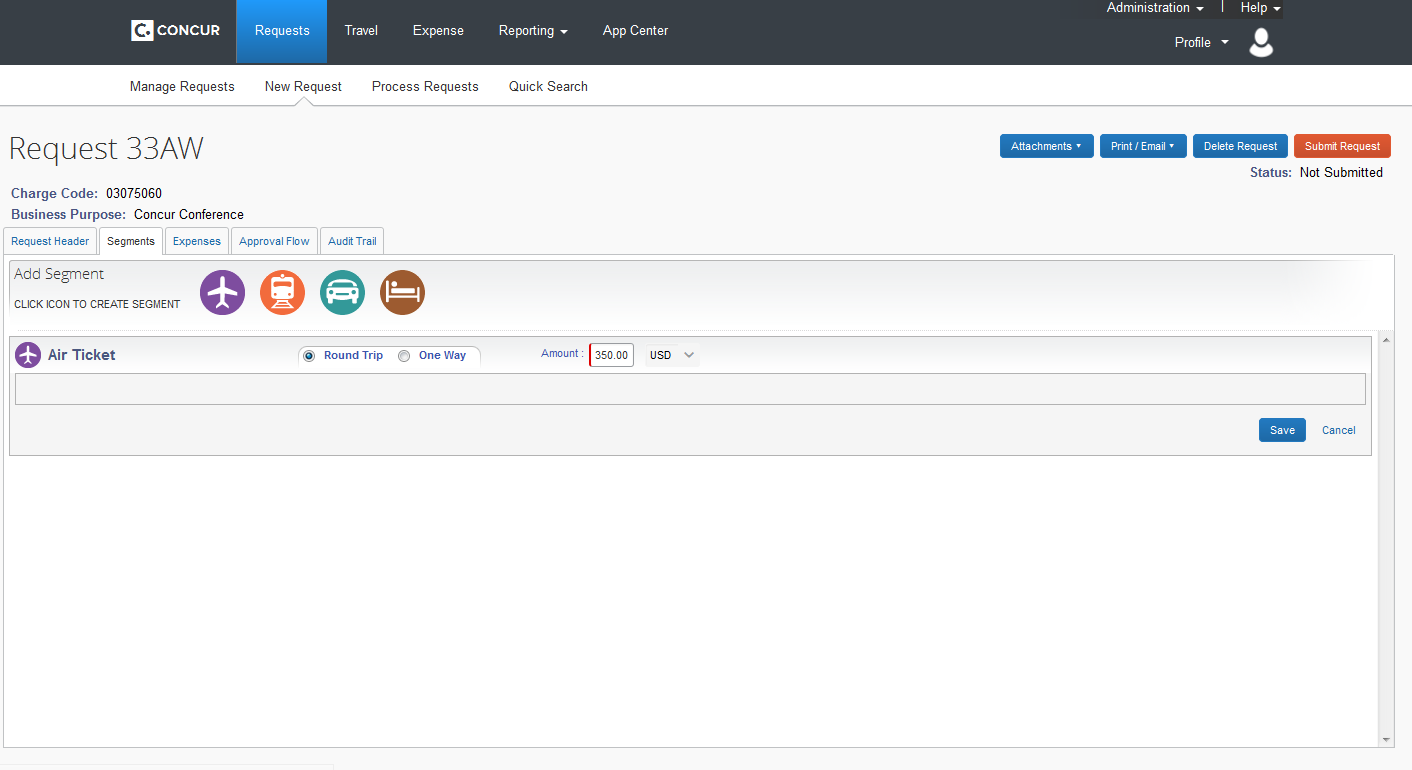 Administration Help
CONCUR Requests Travel Expense Reporting App Center
Profile
Manage Requests New Request Process Requests Quick Search
Request 33AW
Attachments Print / Email Delete Request Submit Request
Status: Not Submitted
Charge Code: 03075060
Business Purpose: Concur Conference
Request Header Segments Expenses Approval Flow Audit Trail
Add Segment
CLICK ICON TO CREATE SEGMENT
Air Ticket Round Trip One Way Amount : 350.00 USD
Save Cancel